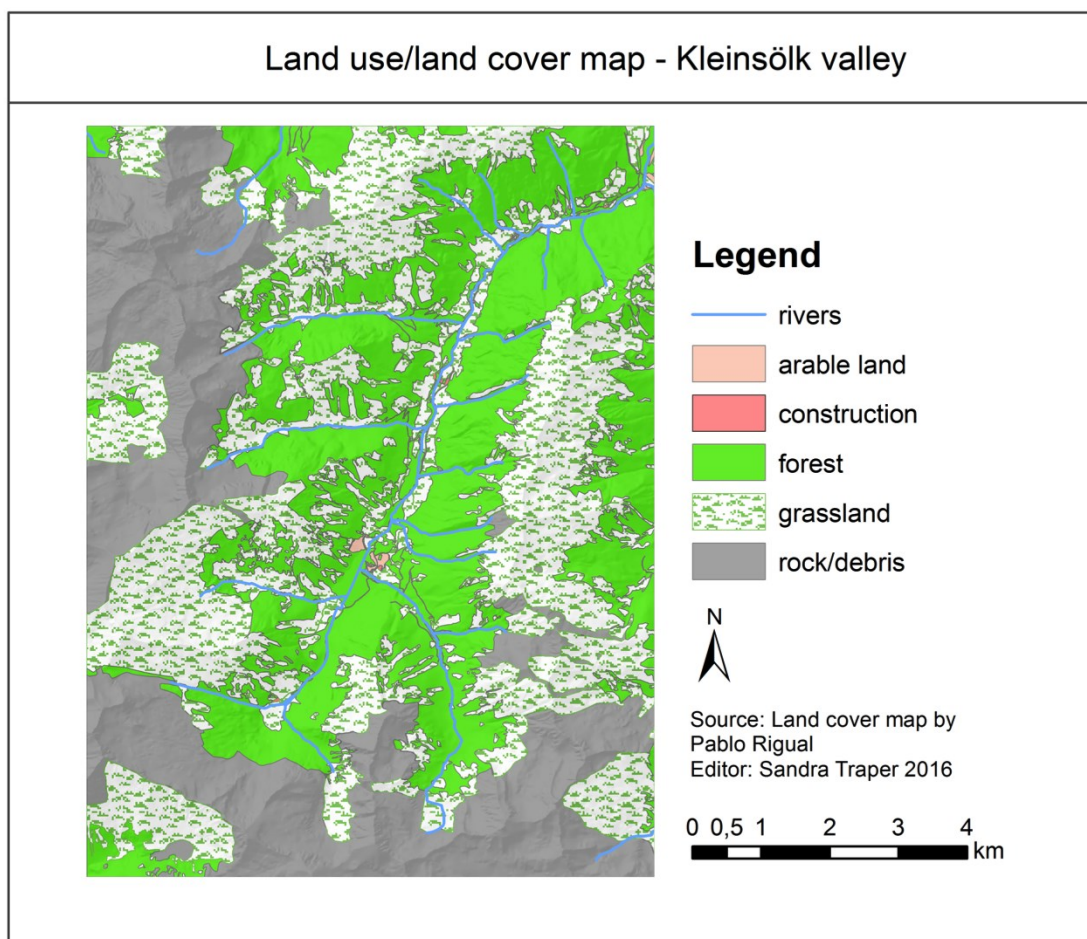 Land use/land cover map - Kleinsölk valley
Legend
rivers
arable land
construction
forest
grassland
rock/debris
N
Source: Land cover map by
Pablo Rigual
Editor: Sandra Traper 2016
0 0,5 1 2 3 4
km